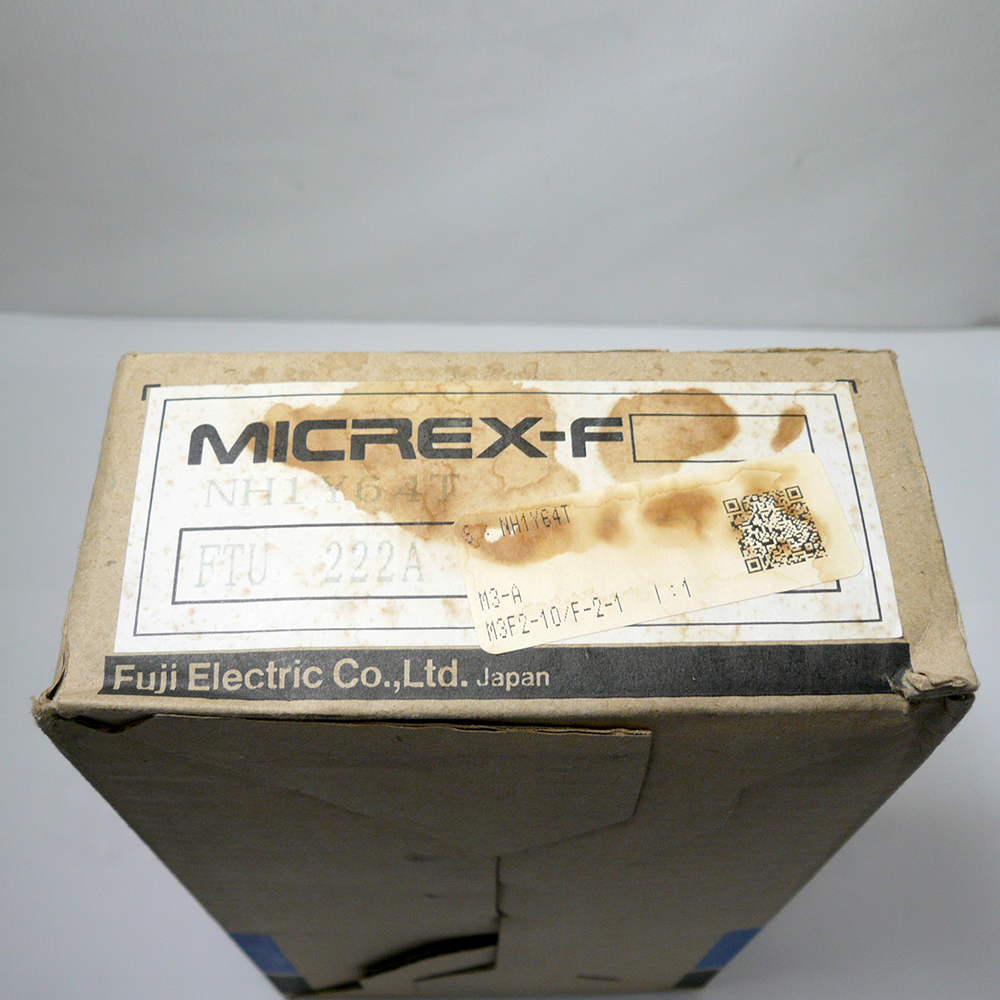 MICREX-F
NH1Y64T
FTU 222A
NH1Y64T
M3-A
M3F2-10/F-2-1 1:1
Fuji Electric Co.,Ltd. Japan